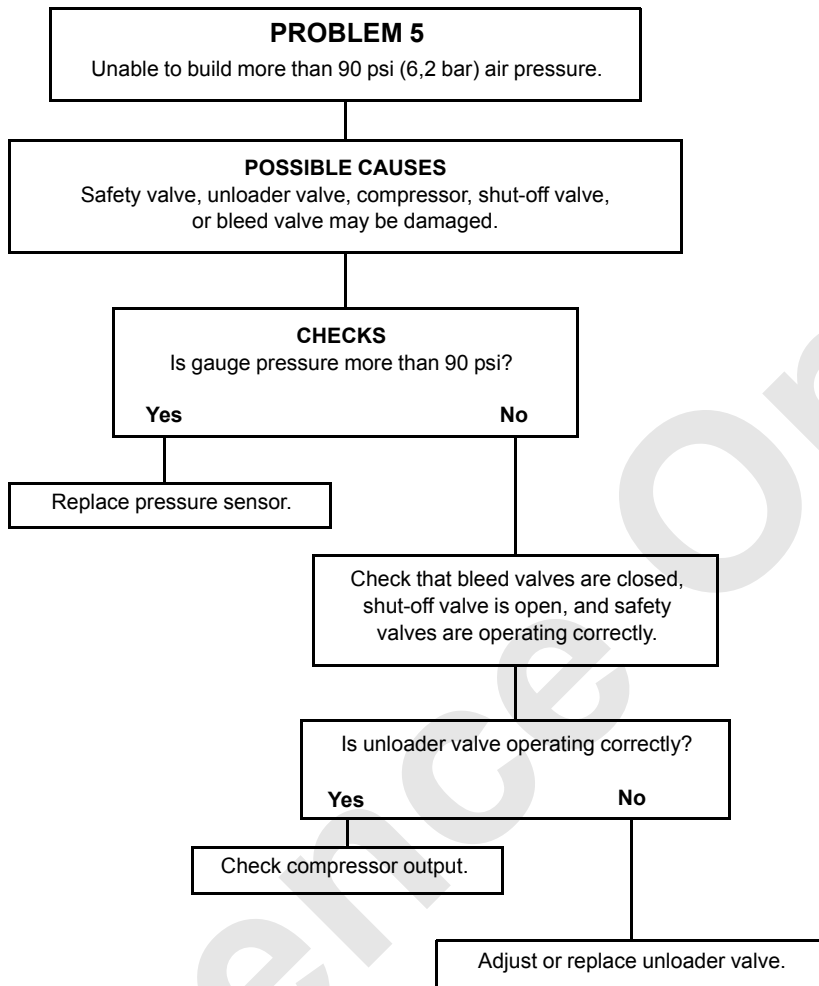 PROBLEM 5
Unable to build more than 90 psi (6,2 bar) air pressure.
POSSIBLE CAUSES
Safety valve, unloader valve, compressor, shut-off valve,
or bleed valve may be damaged.
CHECKS
Is gauge pressure more than 90 psi?
Yes No
Replace pressure sensor.
Check that bleed valves are closed,
shut-off valve is open, and safety
valves are operating correctly.
Is unloader valve operating correctly?
Yes No
Check compressor output.
Adjust or replace unloader valve.